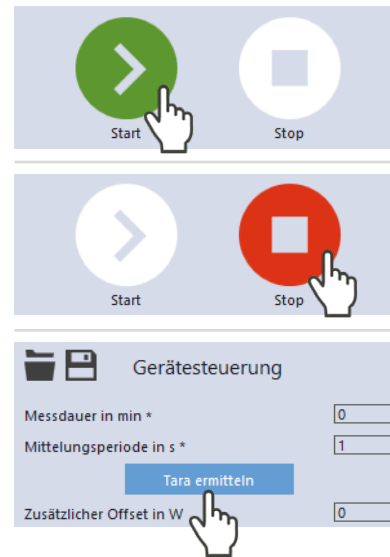 Start Stop
Start Stop
Gerätesteuerung
Messdauer in min * 0
Mittelungsperiode in s * 1
Tara ermitteln
Zusätzlicher Offset in W 0